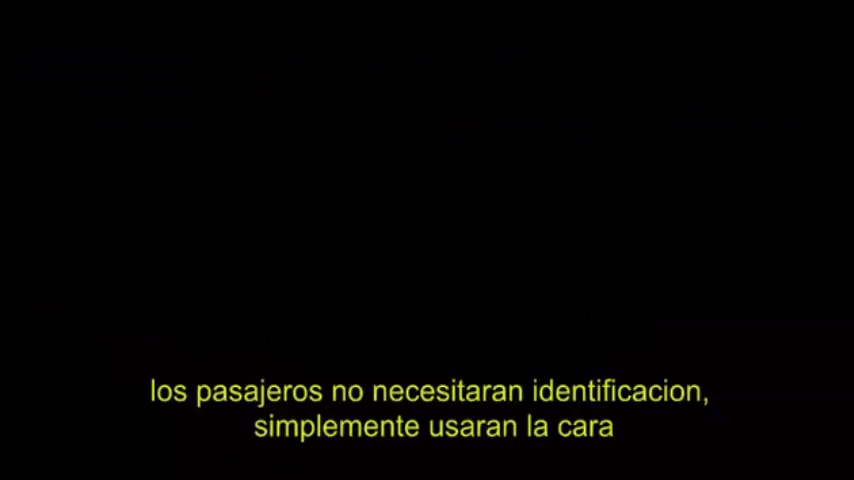 los pasajeros no necesitaran identificacion,
simplemente usaran la cara